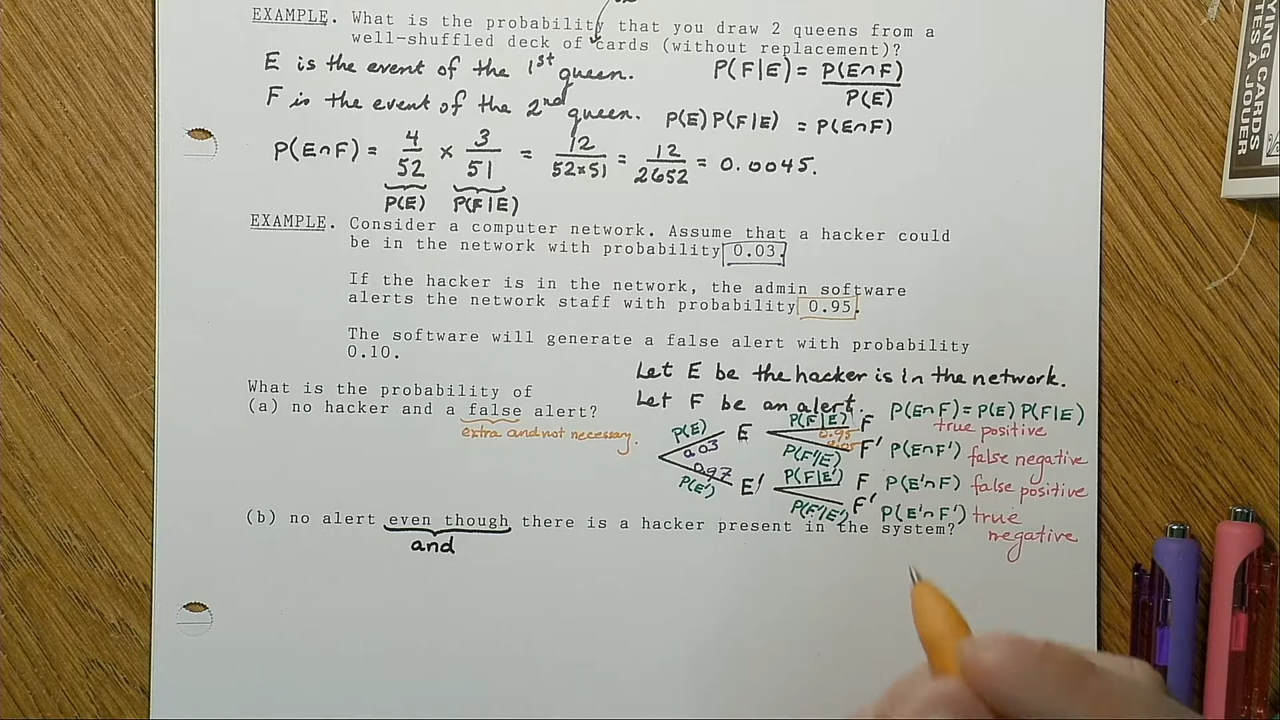 EXAMPLE. What is the probability that you draw 2 queens from a
well-shuffled deck of cards (without replacement)?
E is the event of the 1st queen.
P(F|E) = P(E∩F) / P(E)
F is the event of the 2nd queen.
P(E) P(F|E) = P(E∩F)
P(E∩F) = 4/52 × 3/51 = 12/52×51 = 12/2652 = 0.0045.
P(E) P(F|E)
EXAMPLE. Consider a computer network. Assume that a hacker could
be in the network with probability 0.03.
If the hacker is in the network, the admin software
alerts the network staff with probability 0.95.
The software will generate a false alert with probability
0.10.
Let E be the hacker is in the network.
What is the probability of
Let F be an alert.
(a) no hacker and a false alert?
extra and not necessary.
P(E) 0.03 E P(F|E) 0.95 F P(E∩F) = P(E) P(F|E)
true positive
P(F'|E) 0.05 F' P(E∩F') false negative
0.97 P(E') E' P(F|E') F P(E'∩F) false positive
P(F'|E') F' P(E'∩F') true
negative
(b) no alert even though there is a hacker present in the system?
and
YING CARDS
TES A JOUER